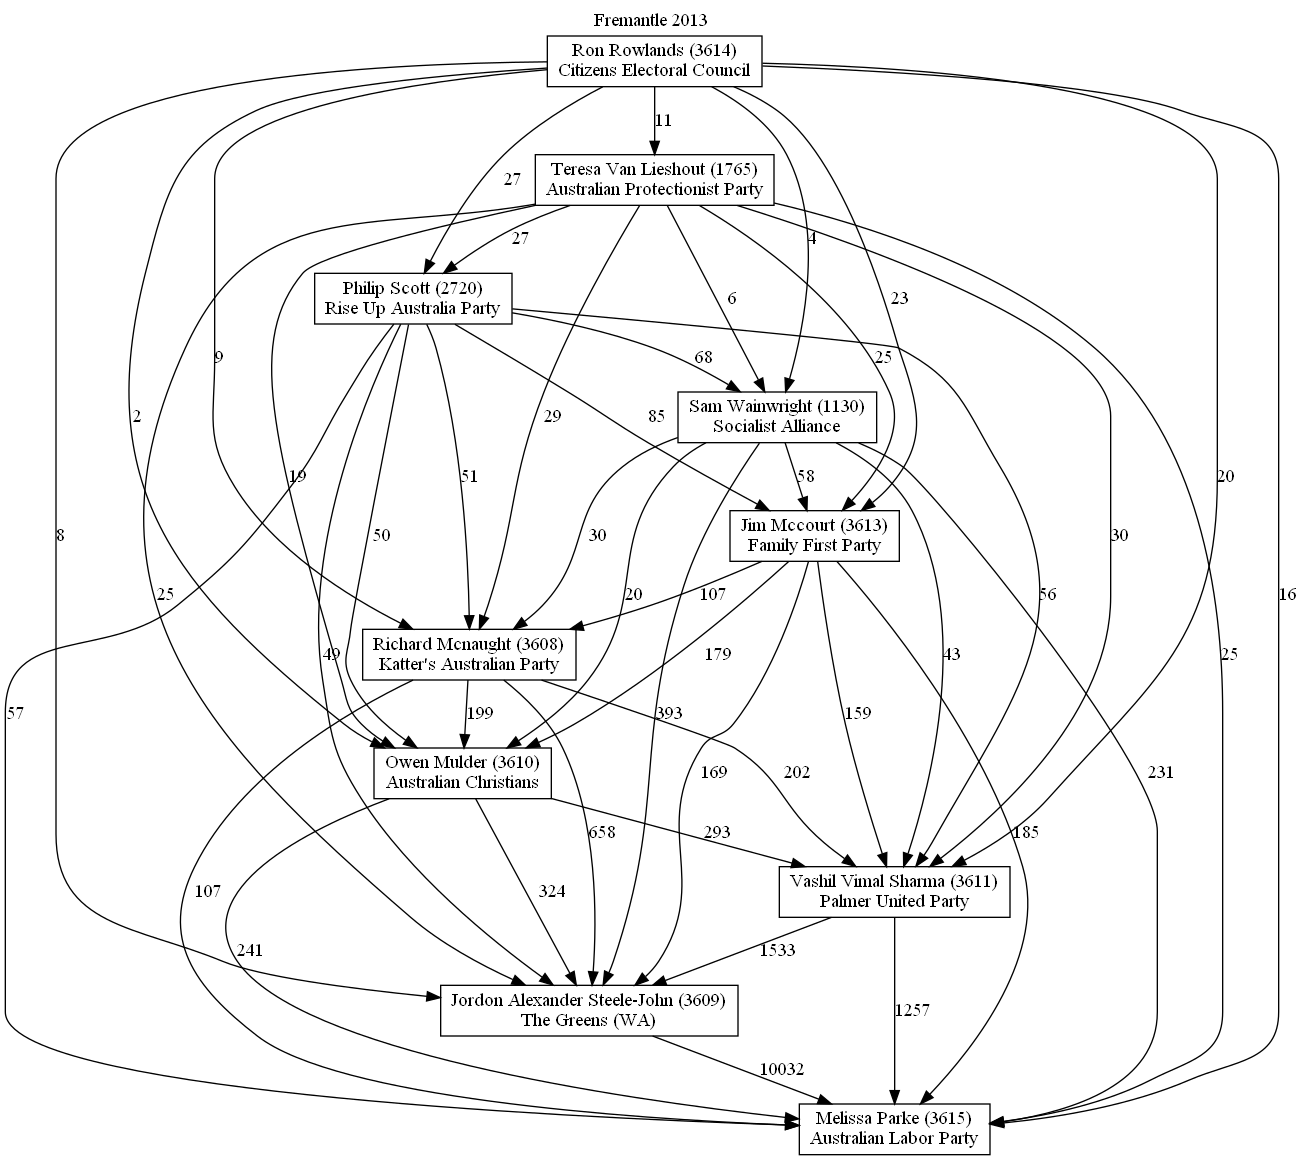 Fremantle 2013
Ron Rowlands (3614)
Citizens Electoral Council
11
Teresa Van Lieshout (1765)
Australian Protectionist Party
27
27
4
Philip Scott (2720)
Rise Up Australia Party
6
23
9
68
25
2
29
85
Sam Wainwright (1130)
Socialist Alliance
19
51
58
20
8
50
30
Jim Mccourt (3613)
Family First Party
30
25
20
107
16
Richard Mcnaught (3608)
Katter's Australian Party
49
179
43
25
57
199
393
159
Owen Mulder (3610)
Australian Christians
169
202
231
658
293
185
107
324
Vashil Vimal Sharma (3611)
Palmer United Party
241
1533
Jordon Alexander Steele-John (3609)
The Greens (WA)
1257
10032
Melissa Parke (3615)
Australian Labor Party